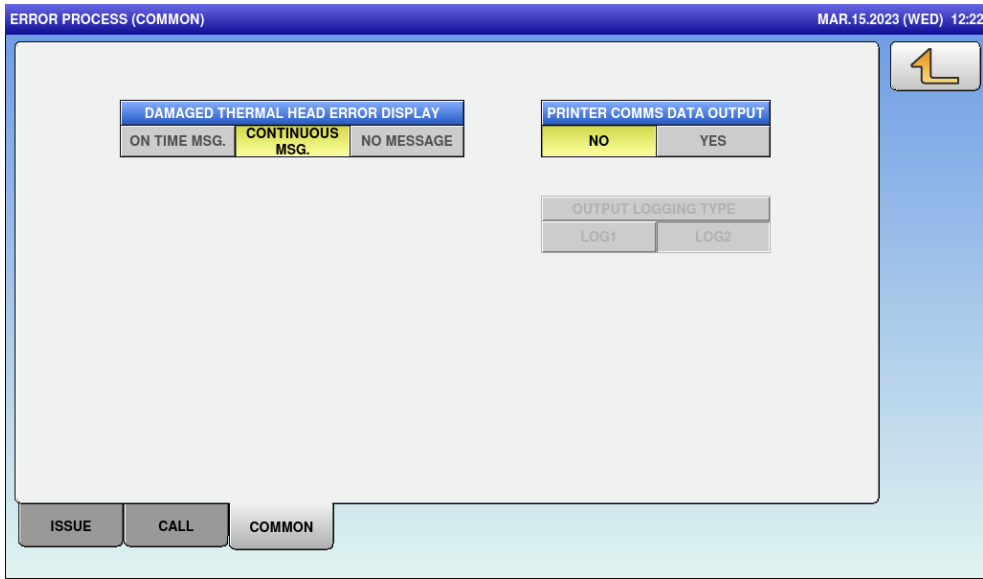 ERROR PROCESS (COMMON) MAR.15.2023 (WED) 12:22
DAMAGED THERMAL HEAD ERROR DISPLAY
ON TIME MSG. CONTINUOUS MSG. NO MESSAGE
PRINTER COMMS DATA OUTPUT
NO YES
OUTPUT LOGGING TYPE
LOG1 LOG2
ISSUE CALL COMMON